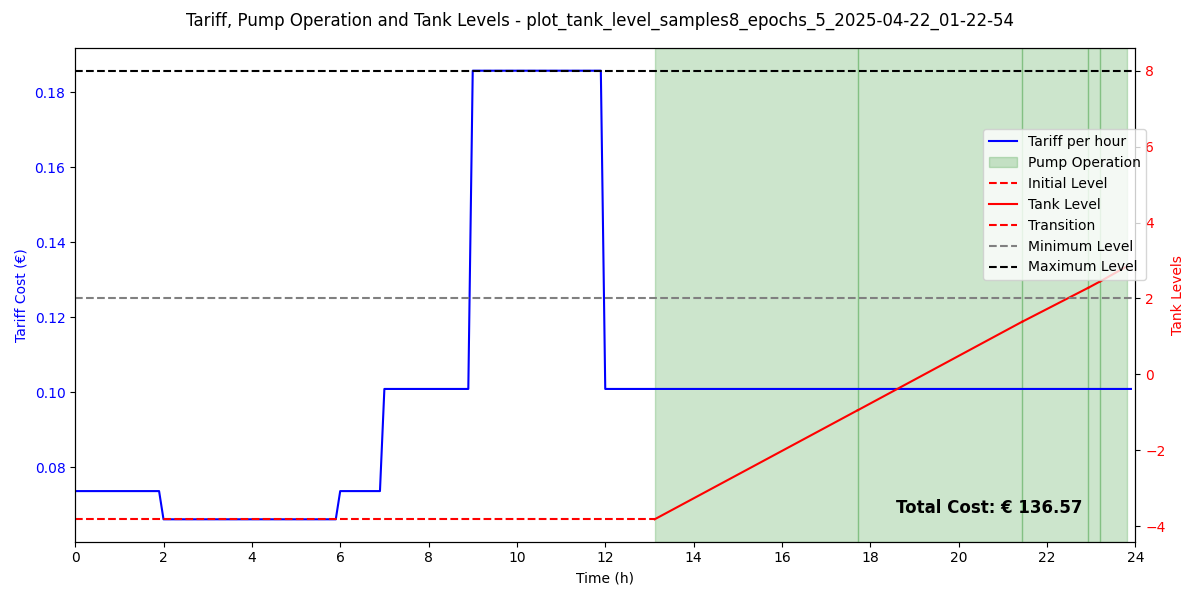 Tariff, Pump Operation and Tank Levels - plot_tank_level_samples8_epochs_5_2025-04-22_01-22-54
Tariff Cost (€)
0.18
0.16
0.14
0.12
0.10
0.08
0 2 4 6 8 10 12 14 16 18 20 22 24
Time (h)
8
6
4
2
0
−2
−4
Tank Levels
Tariff per hour
Pump Operation
Initial Level
Tank Level
Transition
Minimum Level
Maximum Level
Total Cost: € 136.57